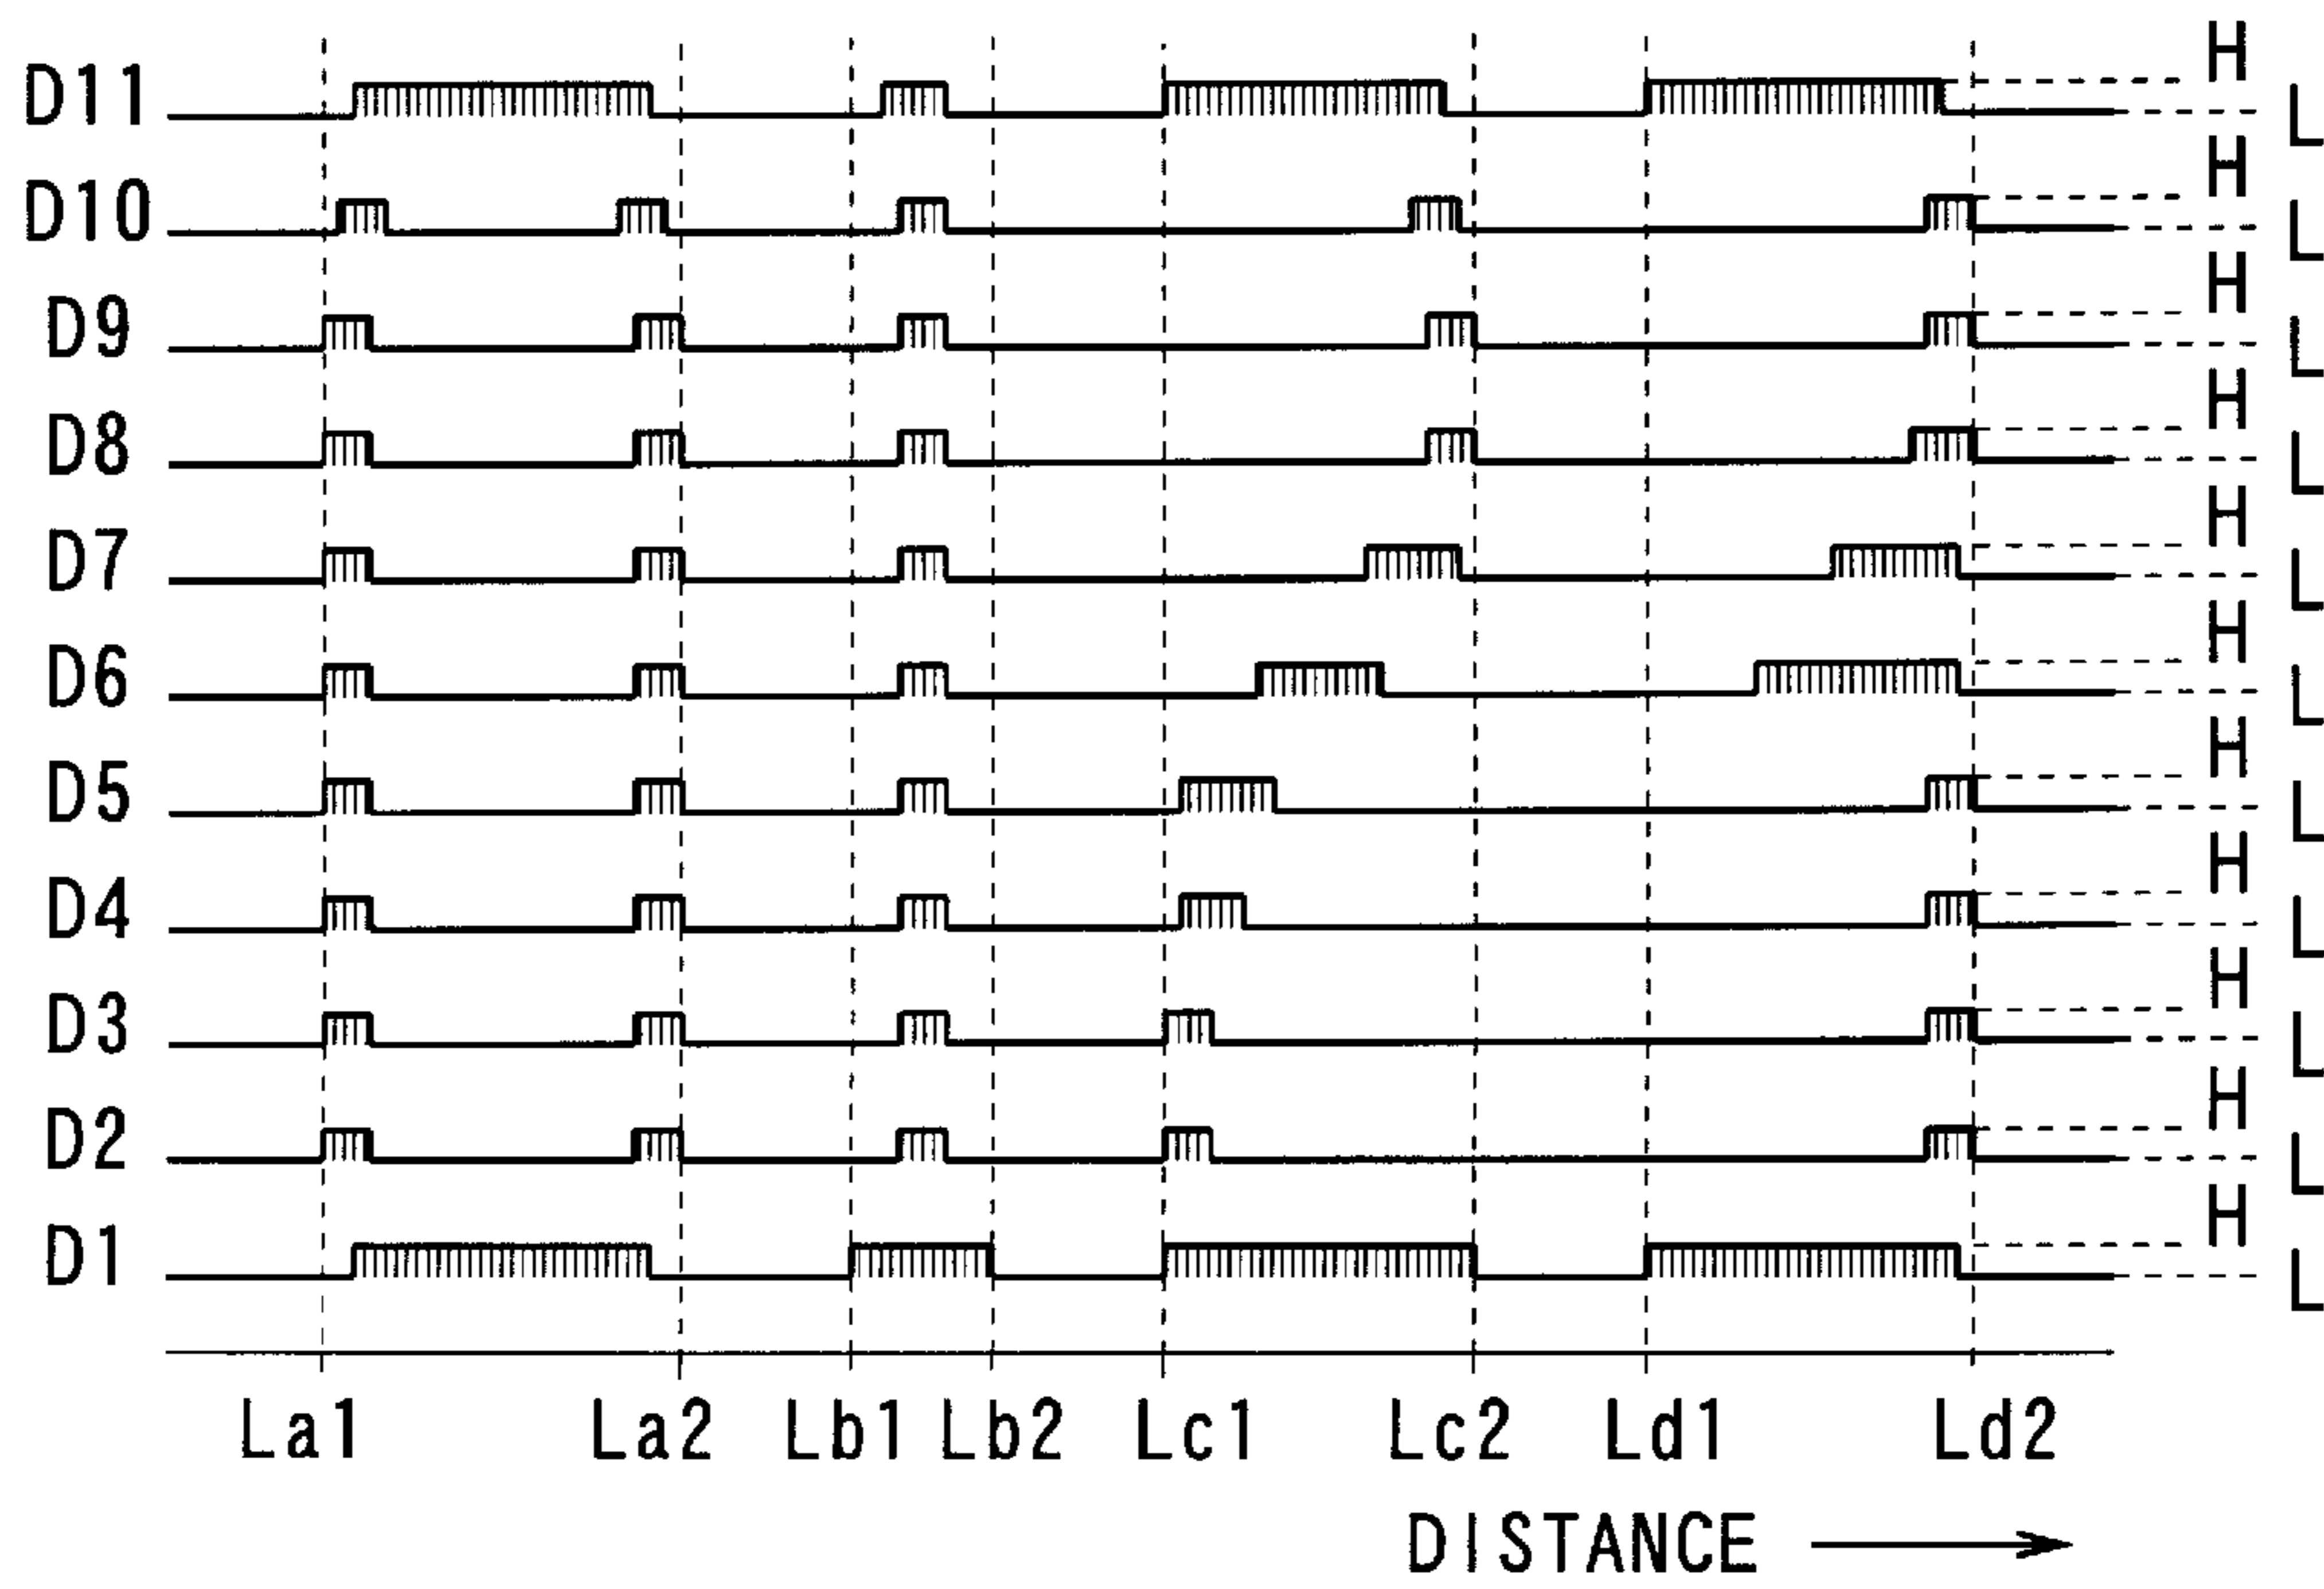 D11 H L
D10 H L
D9 H L
D8 H L
D7 H L
D6 H L
D5 H L
D4 H L
D3 H L
D2 H L
D1 H L
La1 La2 Lb1 Lb2 Lc1 Lc2 Ld1 Ld2
DISTANCE